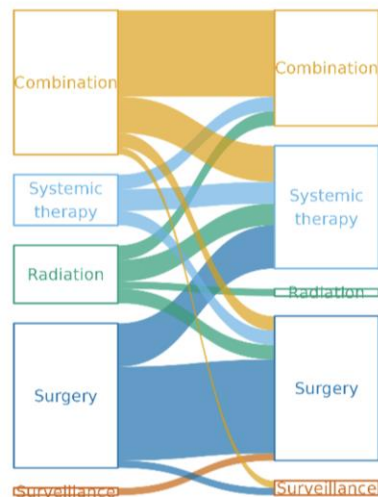 Combination
Systemic
therapy
Radiation
Surgery
Surveillance
Combination
Systemic
therapy
Radiation
Surgery
Surveillance